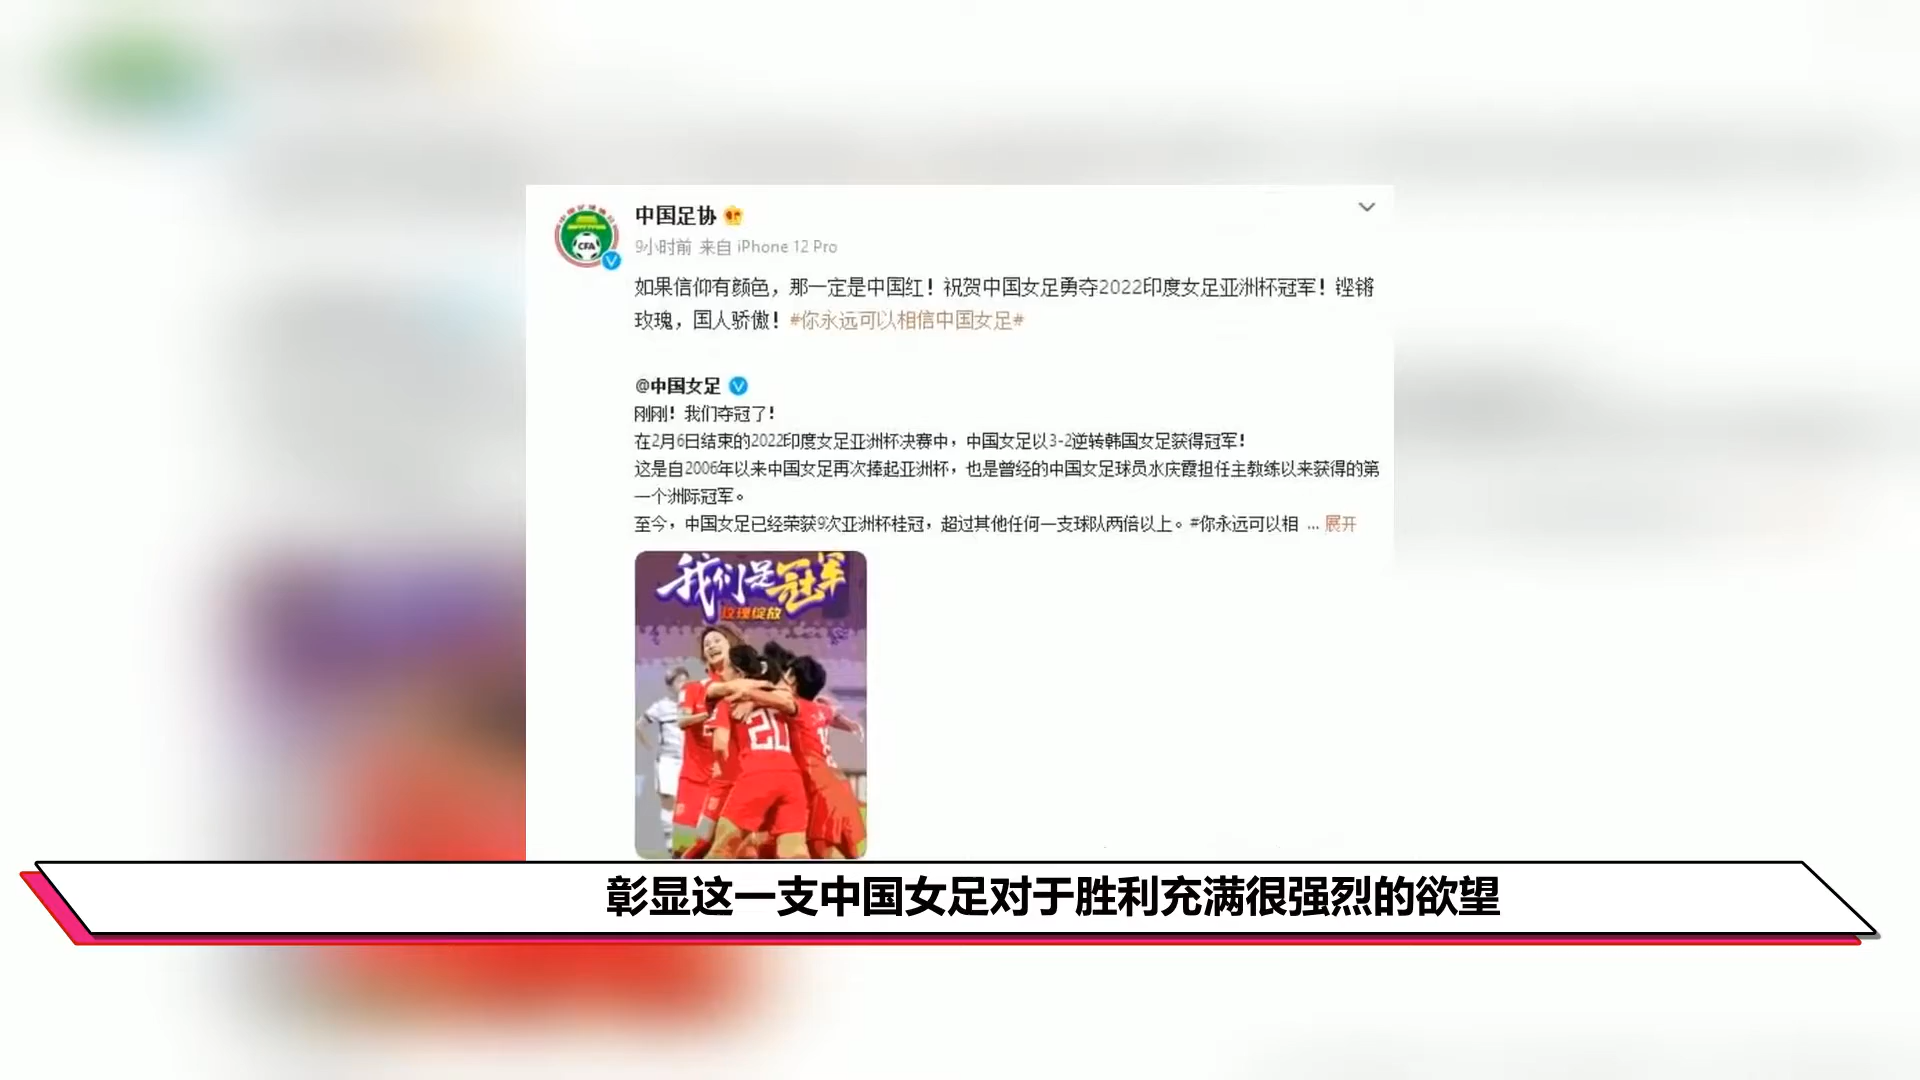 中国足协
9小时前 来自 iPhone 12 Pro
如果信仰有颜色，那一定是中国红！祝贺中国女足勇夺2022印度女足亚洲杯冠军！铿锵
玫瑰，国人骄傲！#你永远可以相信中国女足#
@中国女足
刚刚！我们夺冠了！
在2月6日结束的2022印度女足亚洲杯决赛中，中国女足以3-2逆转韩国女足获得冠军！
这是自2006年以来中国女足再次捧起亚洲杯，也是曾经的中国女足球员水庆霞担任主教练以来获得的第
一个洲际冠军。
至今，中国女足已经荣获9次亚洲杯桂冠，超过其他任何一支球队两倍以上。#你永远可以相 ... 展开
我们是冠军
玫瑰绽放
20
CFA
彰显这一支中国女足对于胜利充满很强烈的欲望